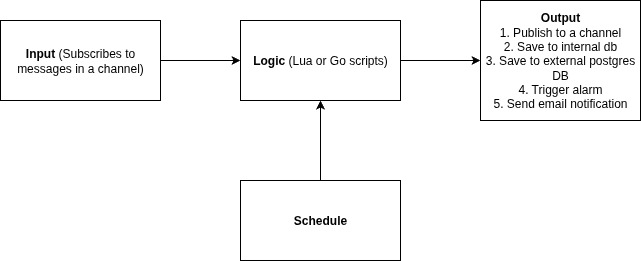 Input (Subscribes to
messages in a channel)
Logic (Lua or Go scripts)
Output
1. Publish to a channel
2. Save to internal db
3. Save to external postgres
DB
4. Trigger alarm
5. Send email notification
Schedule